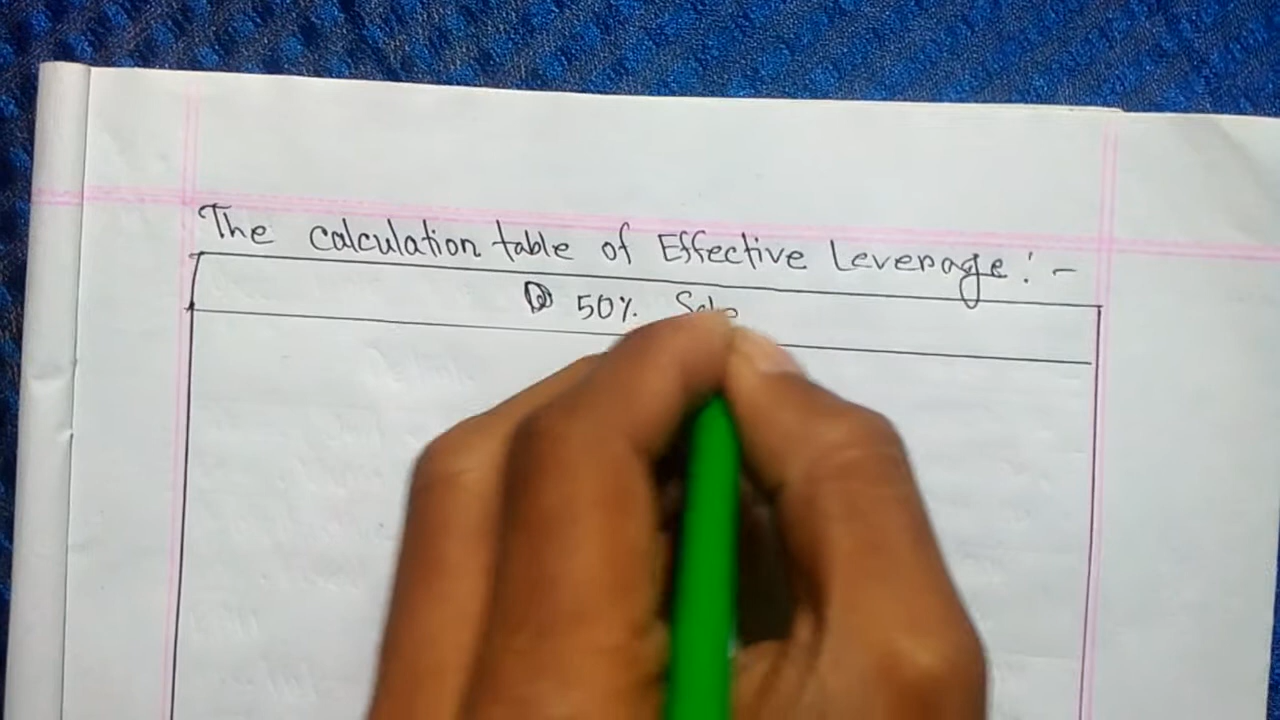 The calculation table of Effective Leverage:-
@ 50%